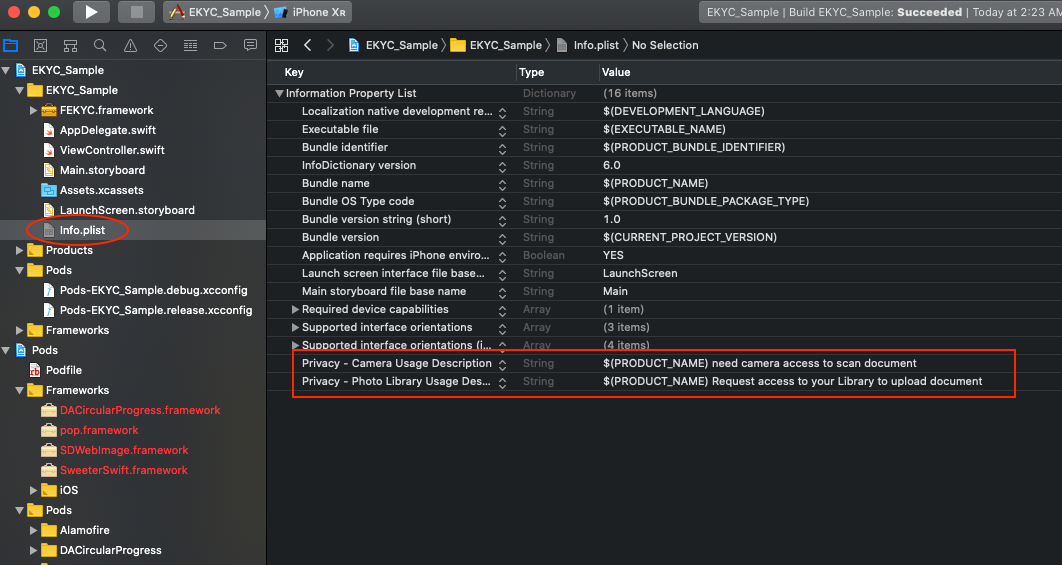 EKYC_Sample
iPhone XR
EKYC_Sample | Build EKYC_Sample: Succeeded | Today at 2:23 AM
EKYC_Sample
EKYC_Sample
FEKYC.framework
AppDelegate.swift
ViewController.swift
Main.storyboard
Assets.xcassets
LaunchScreen.storyboard
Info.plist
Products
Pods
Pods-EKYC_Sample.debug.xcconfig
Pods-EKYC_Sample.release.xcconfig
Frameworks
Pods
Podfile
Frameworks
DACircularProgress.framework
pop.framework
SDWebImage.framework
SweeterSwift.framework
iOS
Pods
Alamofire
DACircularProgress
EKYC_Sample EKYC_Sample Info.plist No Selection
Key Type Value
Information Property List Dictionary (16 items)
Localization native development re... String $(DEVELOPMENT_LANGUAGE)
Executable file String $(EXECUTABLE_NAME)
Bundle identifier String $(PRODUCT_BUNDLE_IDENTIFIER)
InfoDictionary version String 6.0
Bundle name String $(PRODUCT_NAME)
Bundle OS Type code String $(PRODUCT_BUNDLE_PACKAGE_TYPE)
Bundle version string (short) String 1.0
Bundle version String $(CURRENT_PROJECT_VERSION)
Application requires iPhone enviro... Boolean YES
Launch screen interface file base... String LaunchScreen
Main storyboard file base name String Main
Required device capabilities Array (1 item)
Supported interface orientations Array (3 items)
Supported interface orientations (i... Array (4 items)
Privacy - Camera Usage Description String $(PRODUCT_NAME) need camera access to scan document
Privacy - Photo Library Usage Des... String $(PRODUCT_NAME) Request access to your Library to upload document